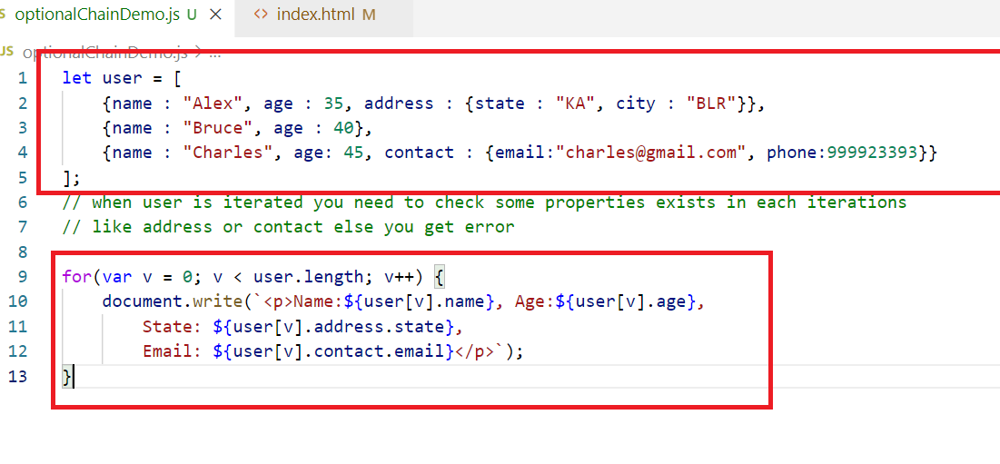 JS optionalChainDemo.js U × <> index.html M
JS optionalChainDemo.js > ...
1 let user = [
2 {name : "Alex", age : 35, address : {state : "KA", city : "BLR"}},
3 {name : "Bruce", age : 40},
4 {name : "Charles", age: 45, contact : {email:"charles@gmail.com", phone:999923393}}
5 ];
6 // when user is iterated you need to check some properties exists in each iterations
7 // like address or contact else you get error
8
9 for(var v = 0; v < user.length; v++) {
10 document.write(`<p>Name:${user[v].name}, Age:${user[v].age},
11 State: ${user[v].address.state},
12 Email: ${user[v].contact.email}</p>`);
13 }